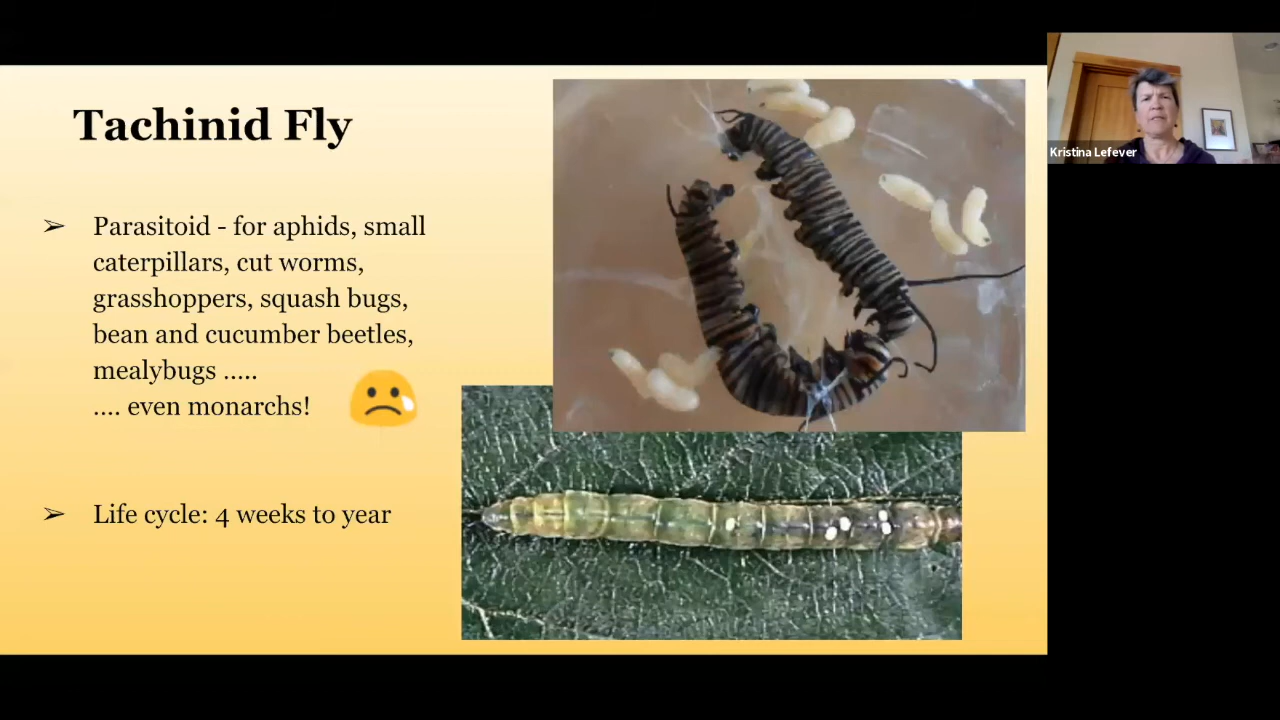 Tachinid Fly
➢ Parasitoid - for aphids, small
caterpillars, cut worms,
grasshoppers, squash bugs,
bean and cucumber beetles,
mealybugs .....
.... even monarchs!
➢ Life cycle: 4 weeks to year
Kristina Lefever